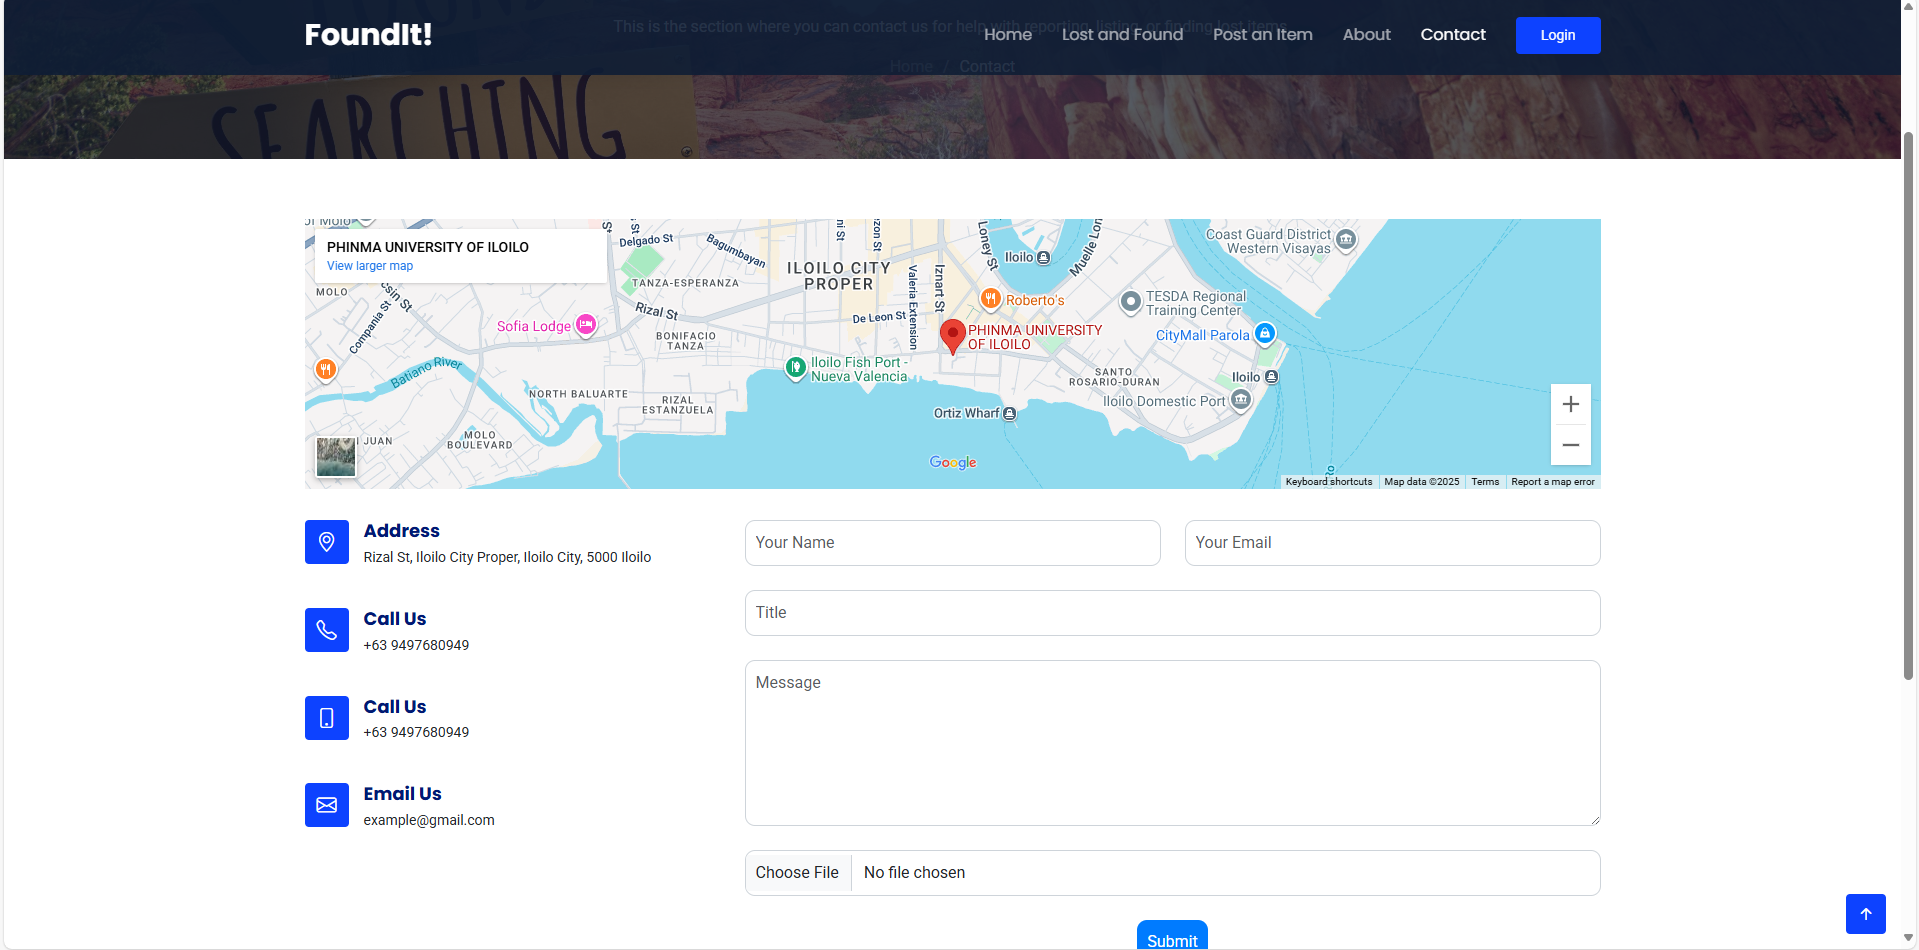 This is the section where you can contact us for help with reporting, listing, or finding lost items.
FoundIt!
Home
Lost and Found
Post an Item
About
Contact
Login
Home / Contact
SEARCHING
PHINMA UNIVERSITY OF ILOILO
View larger map
MOLO
Compania St
Delgado St
Bagumbayan
ILOILO CITY
PROPER
TANZA-ESPERANZA
Rizal St
Sofia Lodge
BONIFACIO
TANZA
De Leon St
Valeria Extension
Iznart St
Loney St
Iloilo
Muelle Lon
Roberto's
PHINMA UNIVERSITY
OF ILOILO
Coast Guard District
Western Visayas
TESDA Regional
Training Center
CityMall Parola
Iloilo Fish Port -
Nueva Valencia
Batiano River
NORTH BALUARTE
RIZAL
ESTANZUELA
SANTO
ROSARIO-DURAN
Iloilo
Iloilo Domestic Port
Ortiz Wharf
MOLO
BOULEVARD
JUAN
Google
Keyboard shortcuts
Map data ©2025
Terms
Report a map error
Address
Rizal St, Iloilo City Proper, Iloilo City, 5000 Iloilo
Call Us
+63 9497680949
Call Us
+63 9497680949
Email Us
example@gmail.com
Your Name
Your Email
Title
Message
Choose File
No file chosen
Submit